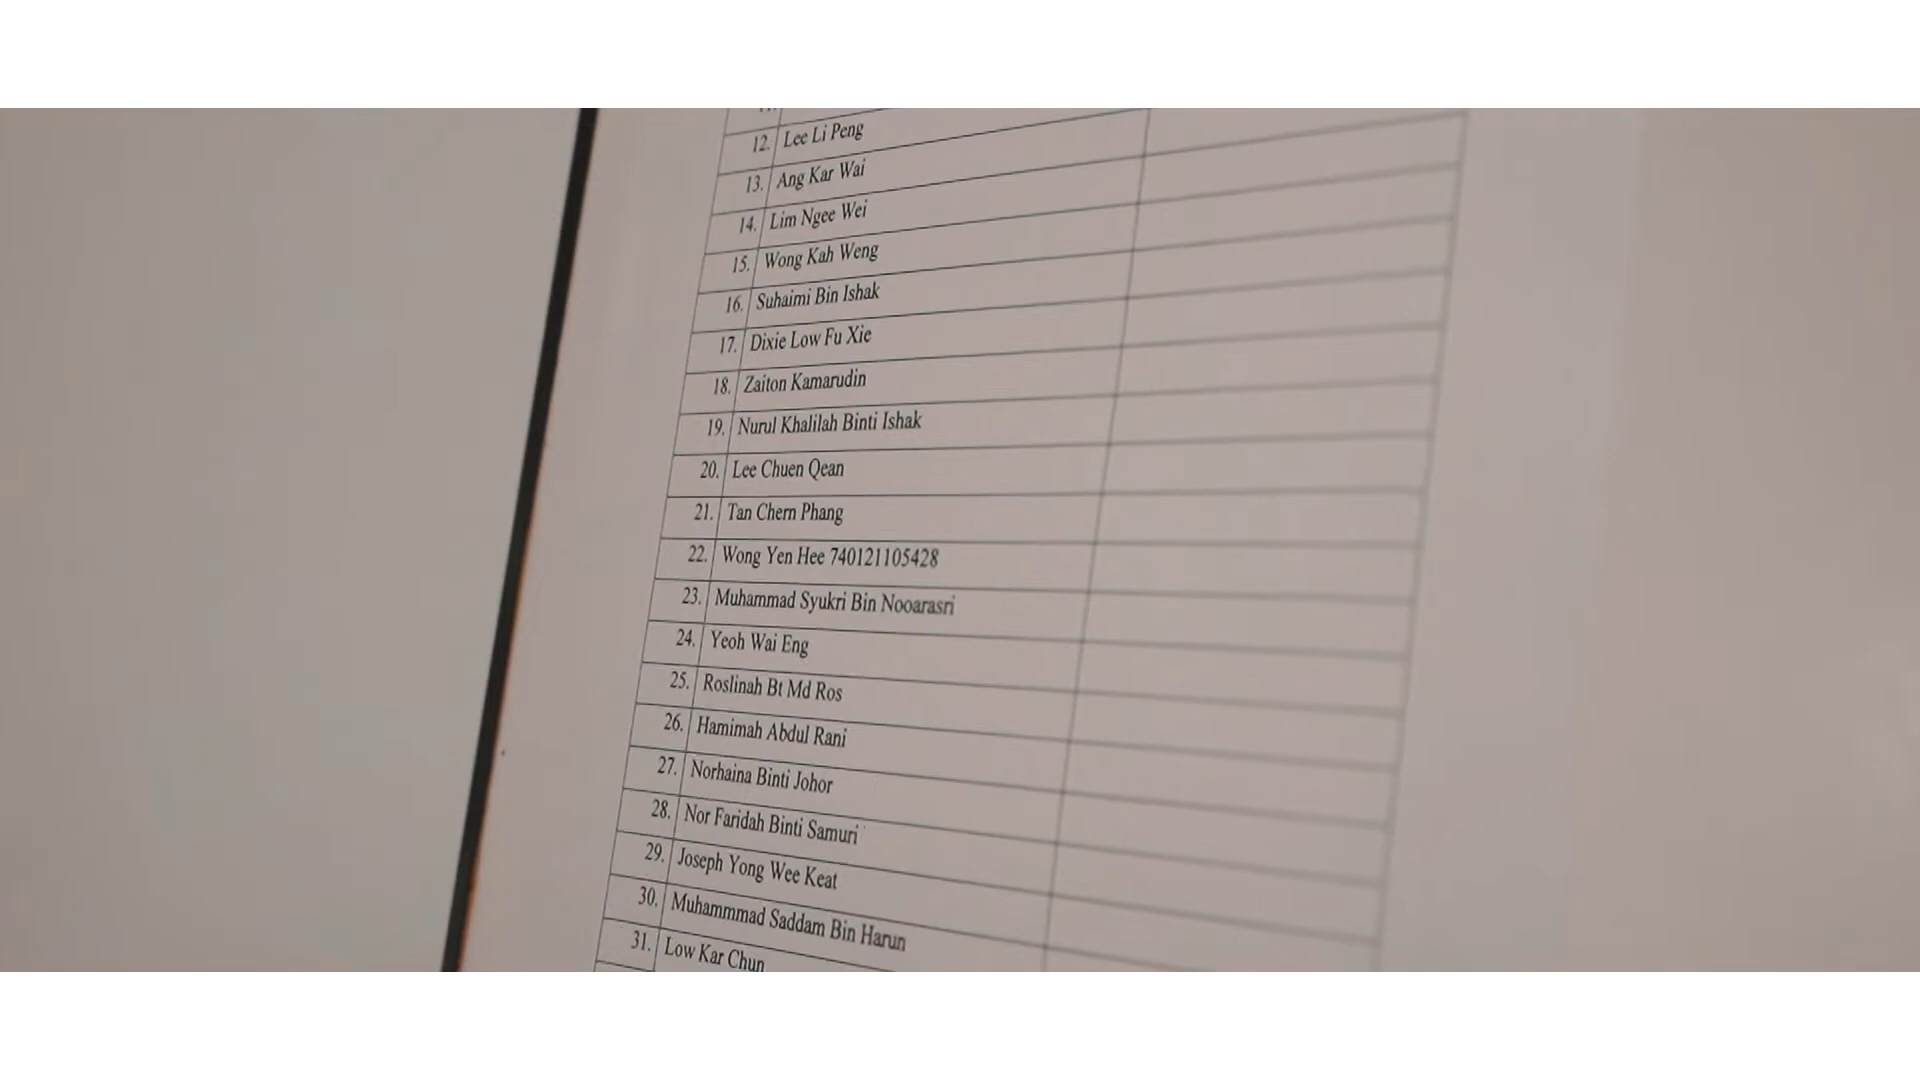 12. Lee Li Peng
13. Ang Kar Wai
14. Lim Ngee Wei
15. Wong Kah Weng
16. Suhaimi Bin Ishak
17. Dixie Low Fu Xie
18. Zaiton Kamarudin
19. Nurul Khalilah Binti Ishak
20. Lee Chuen Qean
21. Tan Chern Phang
22. Wong Yen Hee 740121105428
23. Muhammad Syukri Bin Nooarasri
24. Yeoh Wai Eng
25. Roslinah Bt Md Ros
26. Hamimah Abdul Rani
27. Norhaina Binti Johor
28. Nor Faridah Binti Samuri
29. Joseph Yong Wee Keat
30. Muhammmad Saddam Bin Harun
31. Low Kar Chun